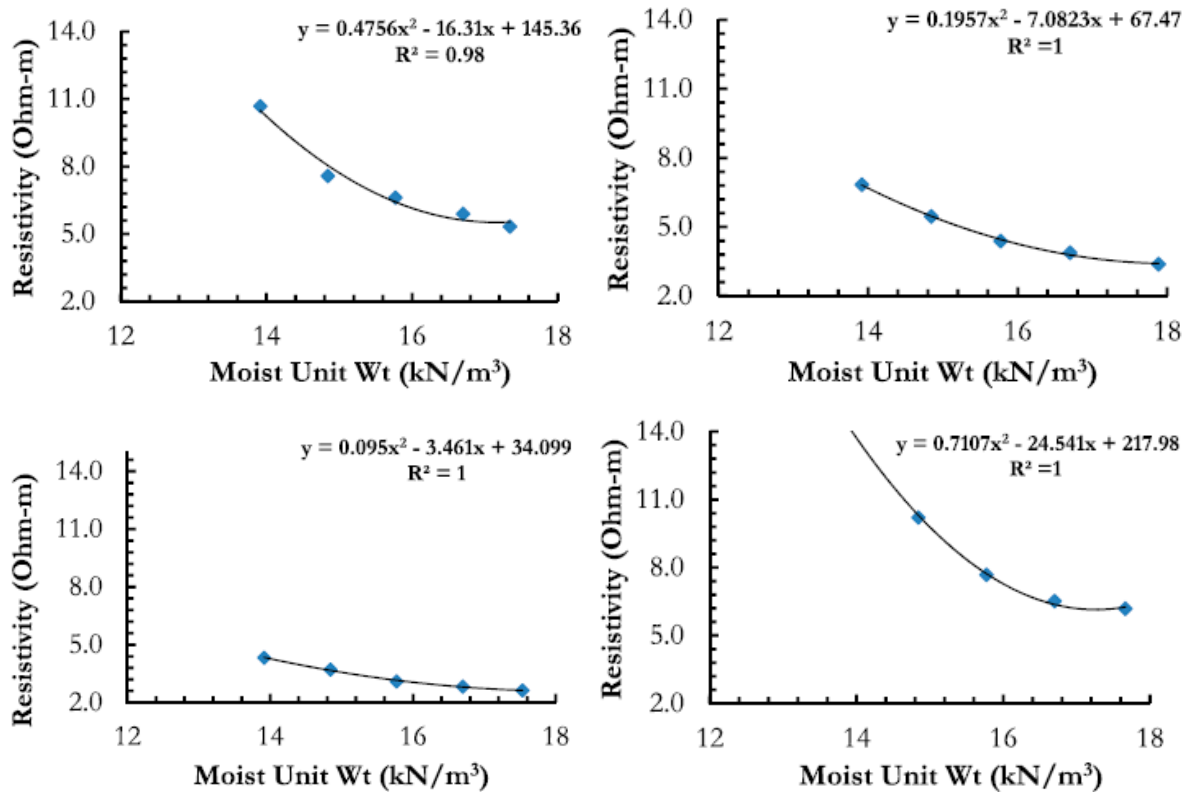 y = 0.4756x² - 16.31x + 145.36
R² = 0.98
14.0
11.0
8.0
5.0
2.0
Resistivity (Ohm-m)
12 14 16 18
Moist Unit Wt (kN/m³)
y = 0.1957x² - 7.0823x + 67.47
R² =1
14.0
11.0
8.0
5.0
2.0
Resistivity (Ohm-m)
12 14 16 18
Moist Unit Wt (kN/m³)
y = 0.095x² - 3.461x + 34.099
R² = 1
14.0
11.0
8.0
5.0
2.0
Resistivity (Ohm-m)
12 14 16 18
Moist Unit Wt (kN/m³)
y = 0.7107x² - 24.541x + 217.98
R² =1
14.0
11.0
8.0
5.0
2.0
Resistivity (Ohm-m)
12 14 16 18
Moist Unit Wt (kN/m³)